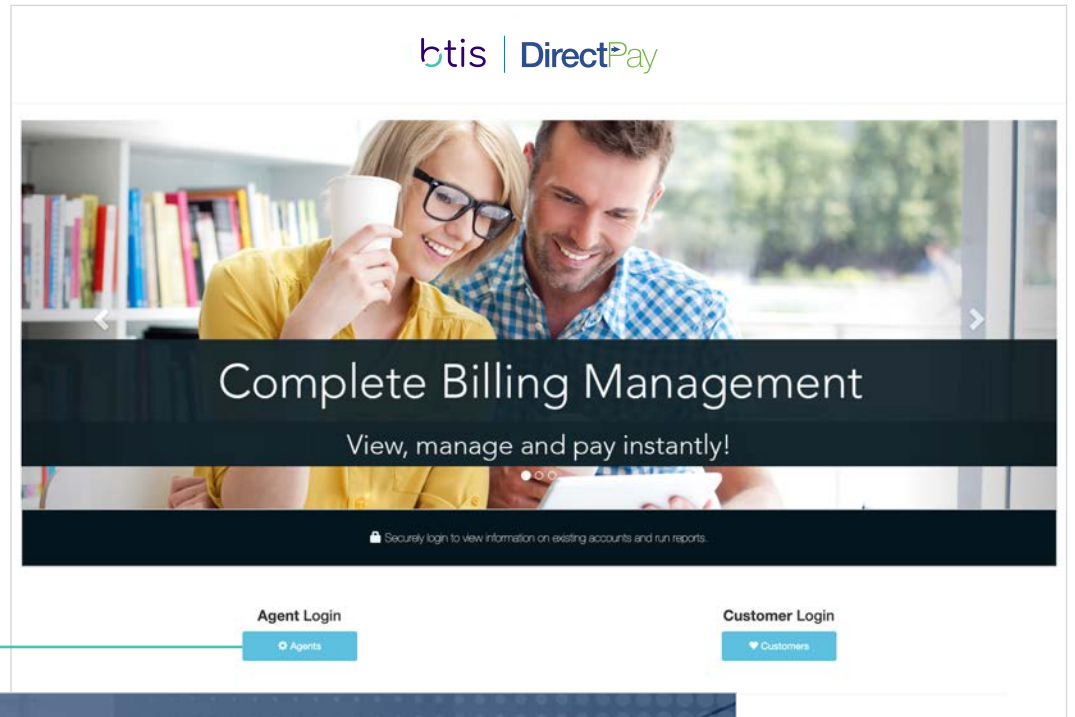 btis | DirectPay
Complete Billing Management
View, manage and pay instantly!
Securely login to view information on existing accounts and run reports.
Agent Login
Customer Login
Agents
Customers